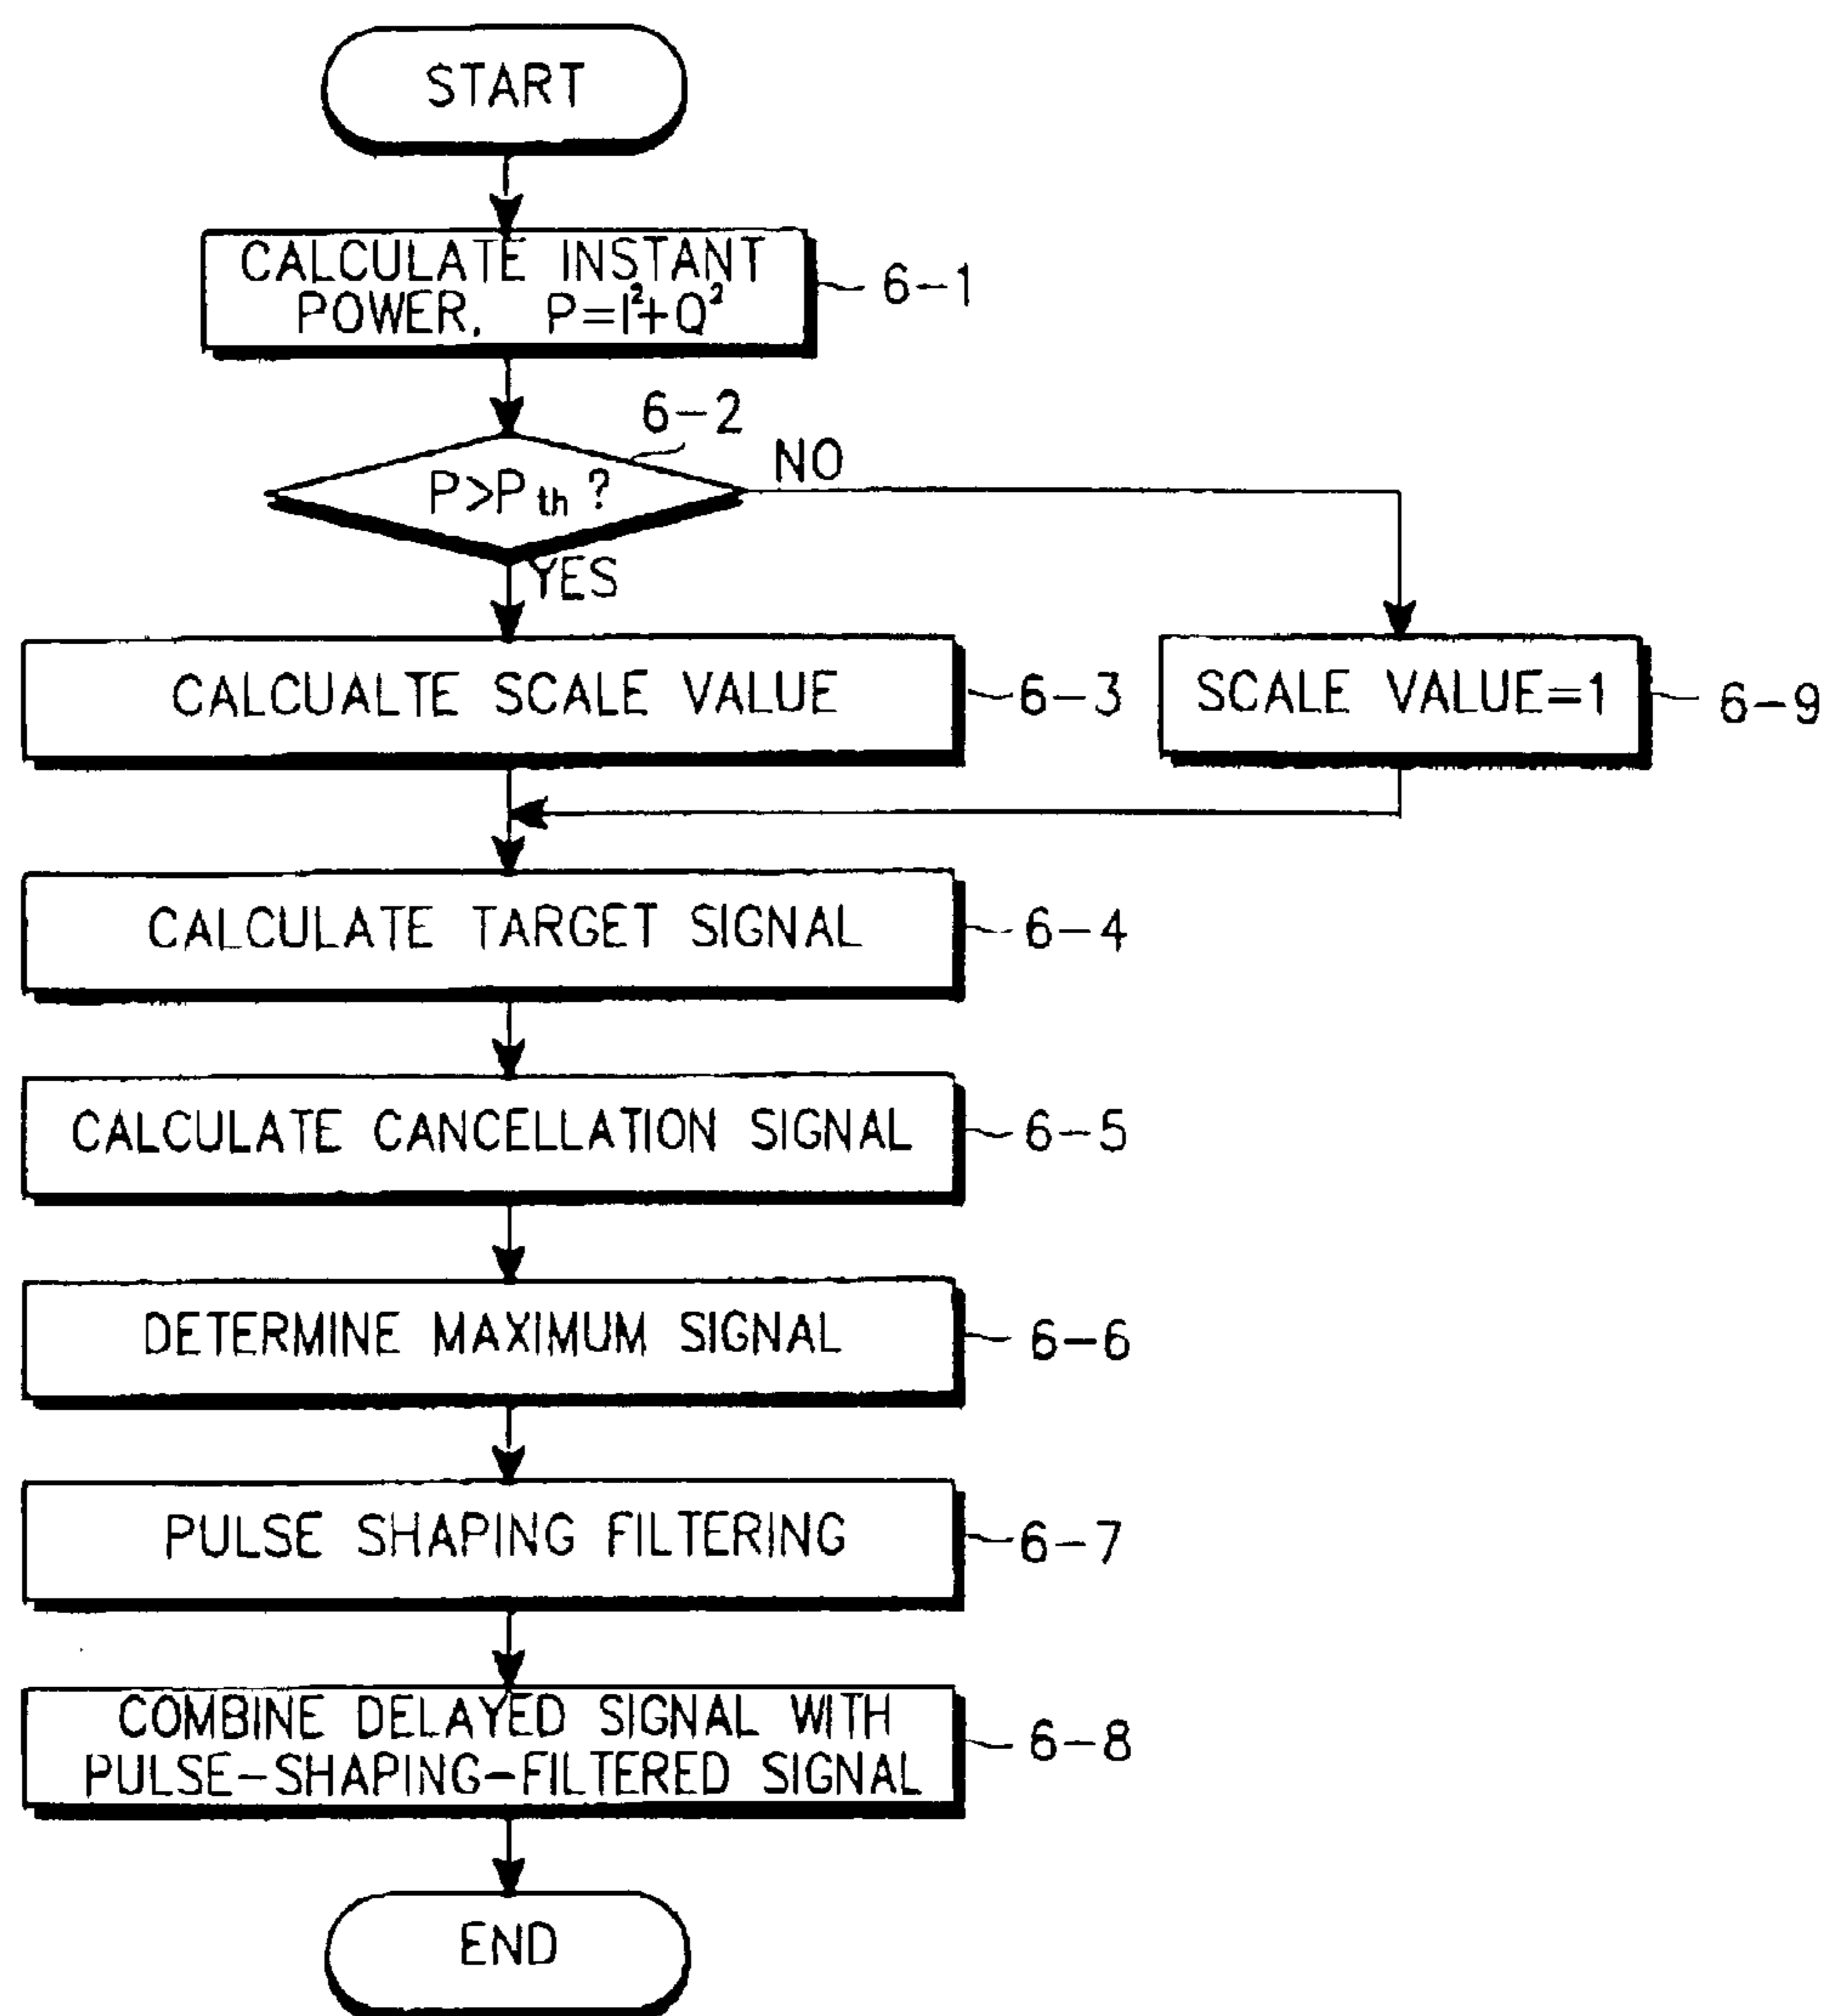 START
CALCULATE INSTANT
POWER, P=I²+Q²
6-1
6-2
P>Pth ?
NO
YES
CALCUALTE SCALE VALUE
6-3
SCALE VALUE=1
6-9
CALCULATE TARGET SIGNAL
6-4
CALCULATE CANCELLATION SIGNAL
6-5
DETERMINE MAXIMUM SIGNAL
6-6
PULSE SHAPING FILTERING
6-7
COMBINE DELAYED SIGNAL WITH
PULSE-SHAPING-FILTERED SIGNAL
6-8
END